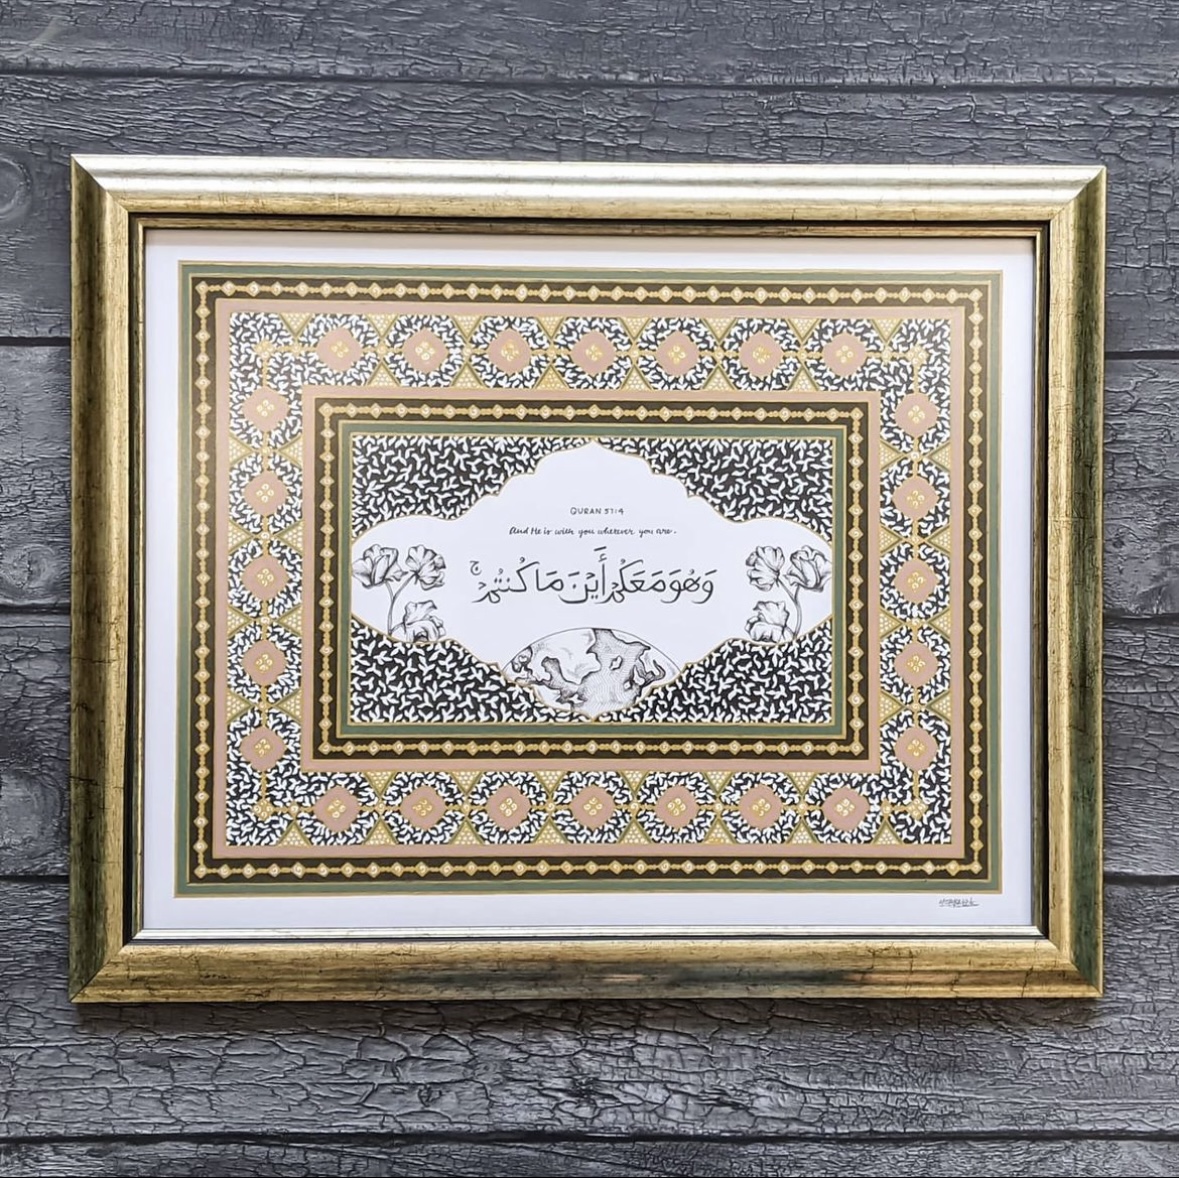 QURAN 57:4
And He is with you wherever you are.
وَهُوَ مَعَكُمْ أَيْنَ مَا كُنتُمْ ۚ